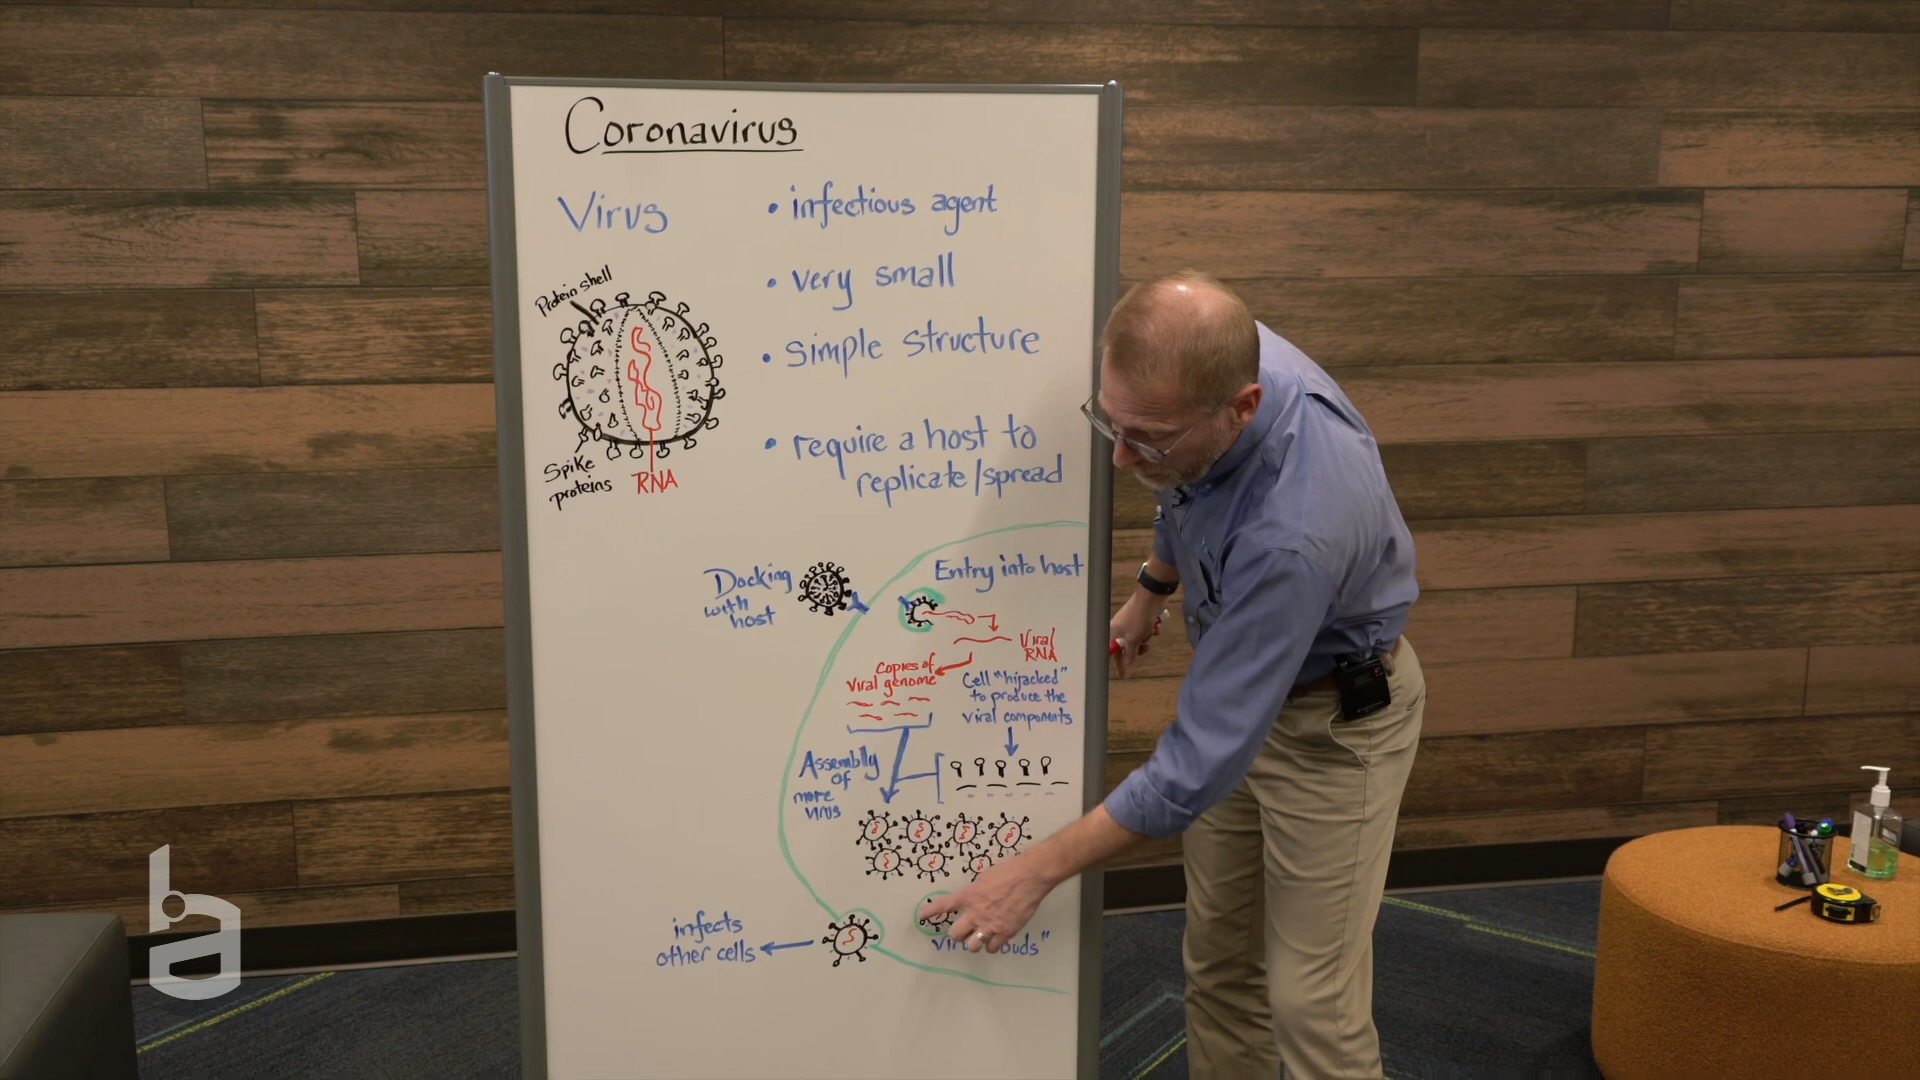 Coronavirus
Virus
• infectious agent
• very small
• simple structure
• require a host to
replicate/spread
Protein shell
Spike
proteins
RNA
Docking
with
host
Entry into host
Viral
RNA
Copies of
Viral genome
Cell "hijacked"
to produce the
viral components
Assembly
of
more
virus
infects
other cells
ba